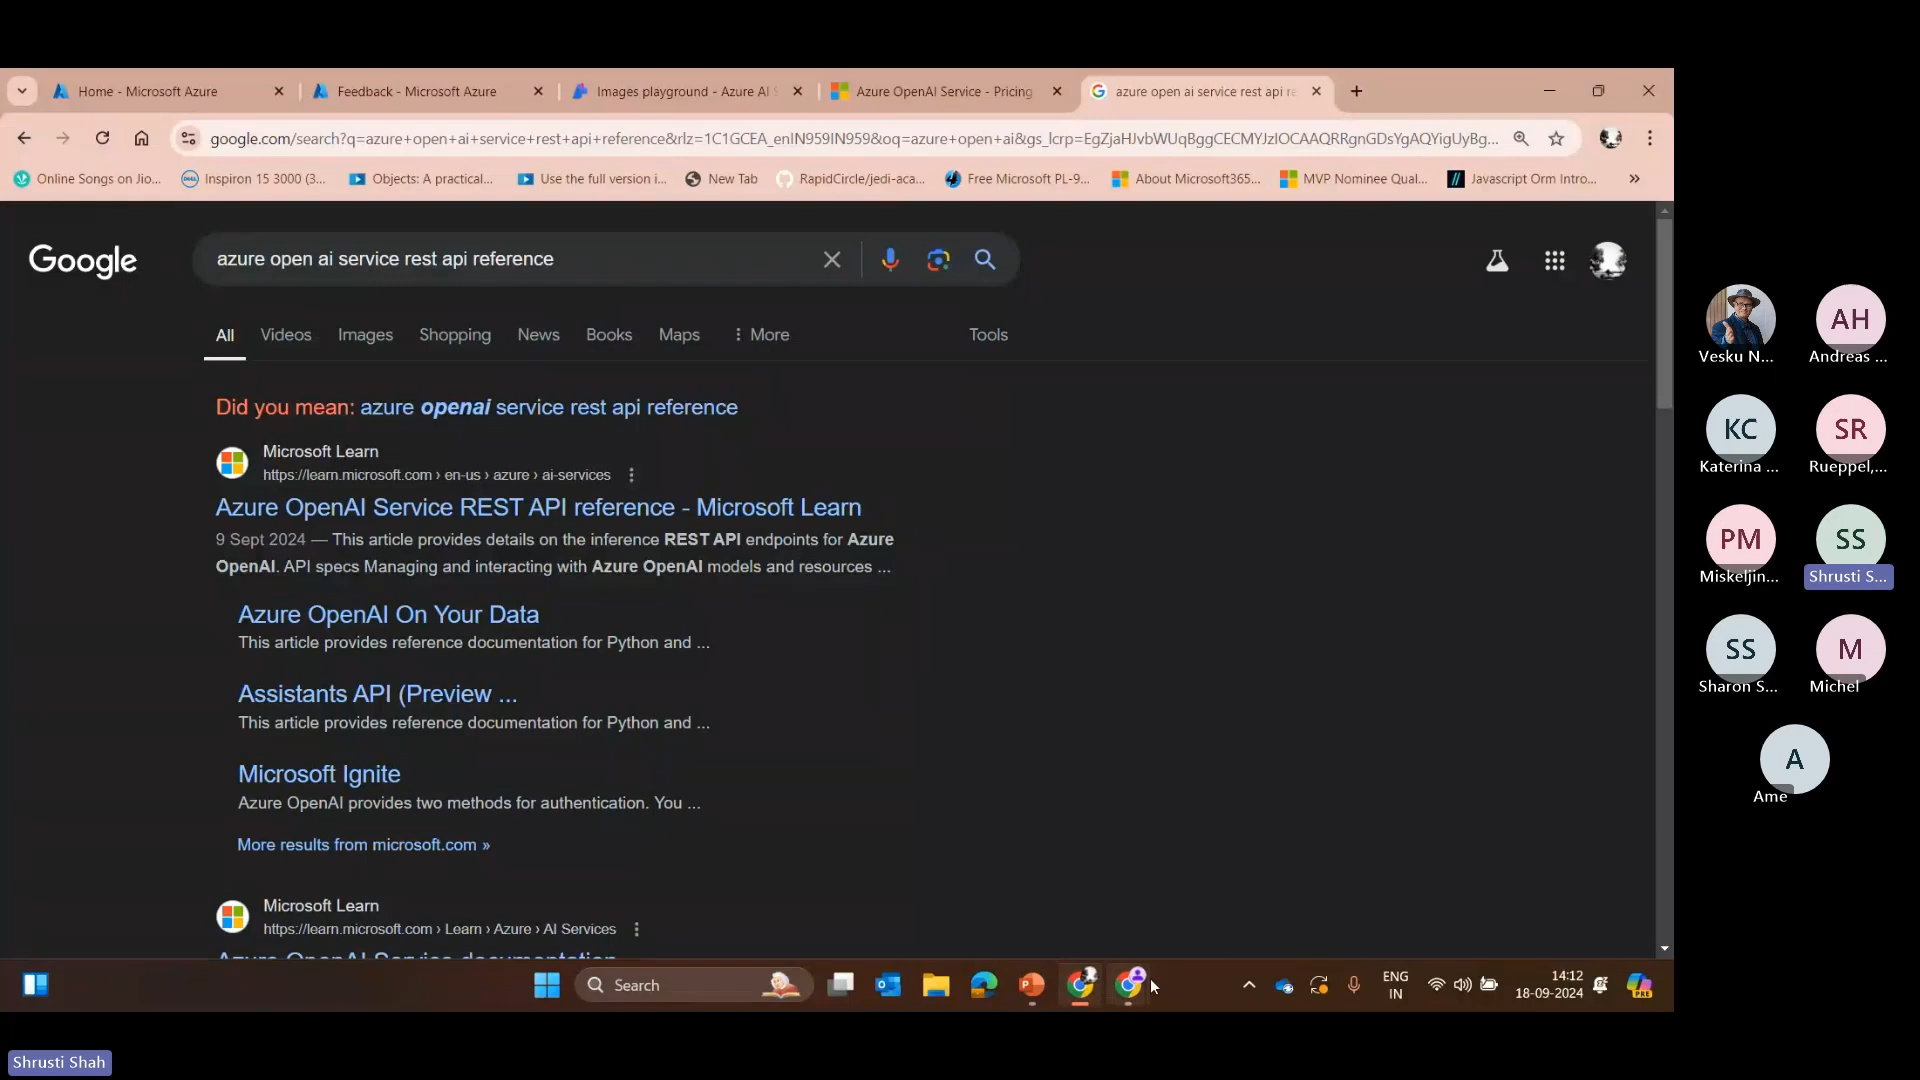 Home - Microsoft Azure
Feedback - Microsoft Azure
Images playground - Azure AI S
Azure OpenAI Service - Pricing
azure open ai service rest api re
google.com/search?q=azure+open+ai+service+rest+api+reference&rlz=1C1GCEA_enIN959IN959&oq=azure+open+ai&gs_lcrp=EgZjaHJvbWUqBggCECMYJzIOCAAQRRgnGDsYgAQYigUyBg...
Online Songs on Jio...
Inspiron 15 3000 (3...
Objects: A practical...
Use the full version i...
New Tab
RapidCircle/jedi-aca...
Free Microsoft PL-9...
About Microsoft365...
MVP Nominee Qual...
Javascript Orm Intro...
Google
azure open ai service rest api reference
All Videos Images Shopping News Books Maps More Tools
Did you mean: azure openai service rest api reference
Microsoft Learn
https://learn.microsoft.com › en-us › azure › ai-services
Azure OpenAI Service REST API reference - Microsoft Learn
9 Sept 2024 — This article provides details on the inference REST API endpoints for Azure
OpenAI. API specs Managing and interacting with Azure OpenAI models and resources ...
Azure OpenAI On Your Data
This article provides reference documentation for Python and ...
Assistants API (Preview ...
This article provides reference documentation for Python and ...
Microsoft Ignite
Azure OpenAI provides two methods for authentication. You ...
More results from microsoft.com »
Microsoft Learn
https://learn.microsoft.com › Learn › Azure › AI Services
Azure OpenAI Service documentation
Search
ENG
IN
14:12
18-09-2024
PRE
Vesku N...
AH
Andreas ...
KC
Katerina ...
SR
Rueppel,...
PM
Miskeljin...
SS
Shrusti S...
SS
Sharon S...
M
Michel
A
Ame
Shrusti Shah